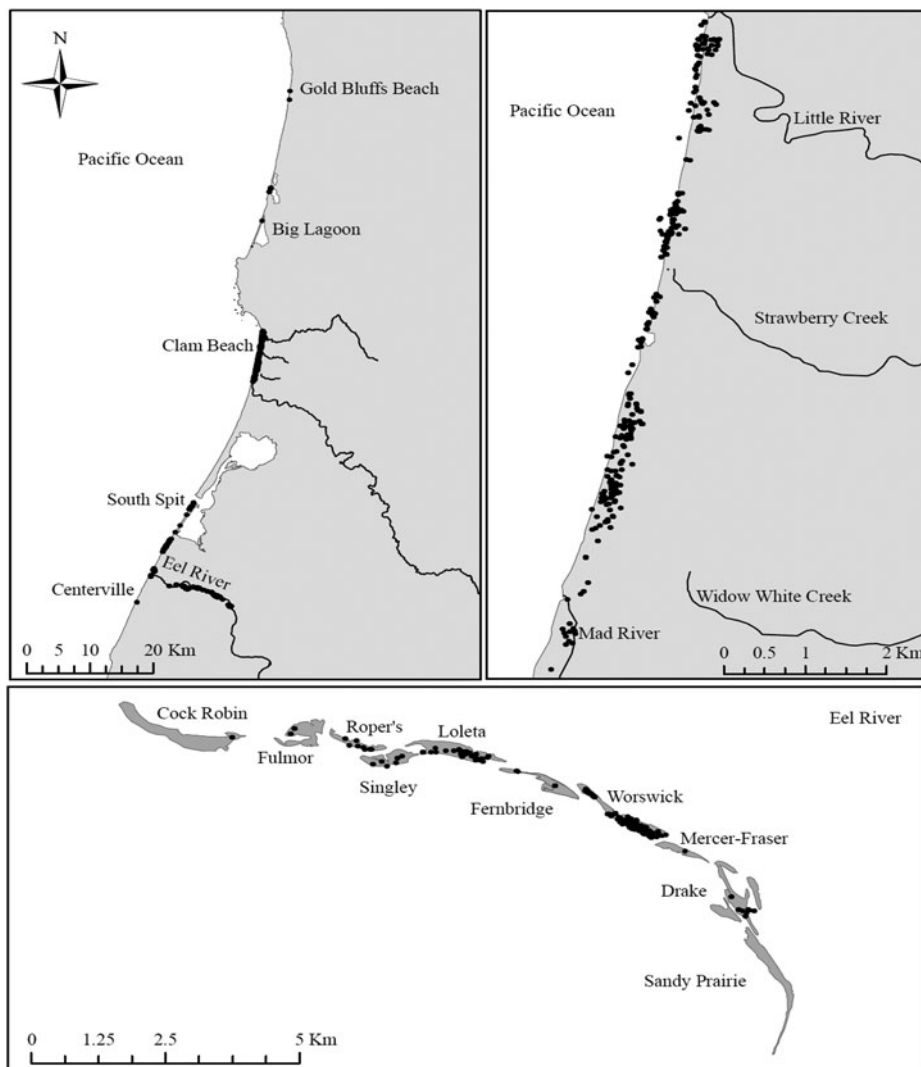 N
Gold Bluffs Beach
Pacific Ocean
Big Lagoon
Clam Beach
South Spit
Eel River
Centerville
0 5 10 20 Km
Pacific Ocean
Little River
Strawberry Creek
Widow White Creek
Mad River
0 0.5 1 2 Km
Cock Robin
Roper's
Loleta
Eel River
Fulmor
Singley
Fernbridge
Worswick
Mercer-Fraser
Drake
Sandy Prairie
0 1.25 2.5 5 Km